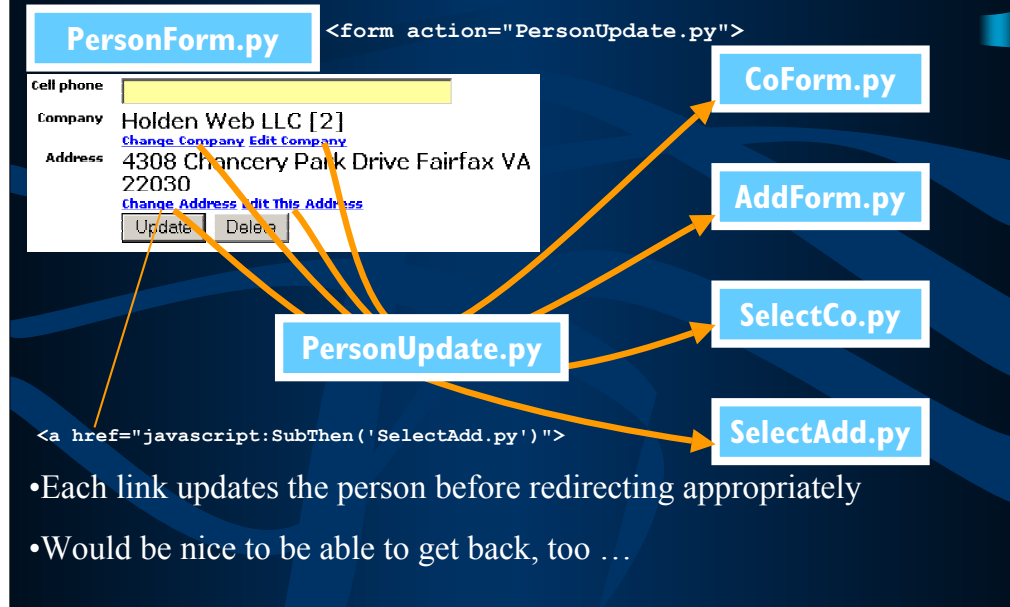 PersonForm.py
<form action="PersonUpdate.py">
CoForm.py
Cell phone
Company
Holden Web LLC [2]
Change Company Edit Company
Address
4308 Chancery Park Drive Fairfax VA
22030
Change Address Edit This Address
Update Delete
AddForm.py
SelectCo.py
PersonUpdate.py
SelectAdd.py
<a href="javascript:SubThen('SelectAdd.py')">
•Each link updates the person before redirecting appropriately
•Would be nice to be able to get back, too …